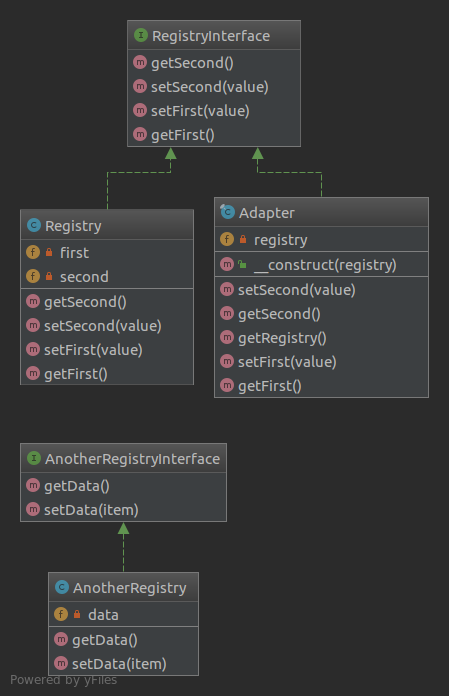 RegistryInterface
getSecond()
setSecond(value)
setFirst(value)
getFirst()
Registry
first
second
getSecond()
setSecond(value)
setFirst(value)
getFirst()
Adapter
registry
__construct(registry)
setSecond(value)
getSecond()
getRegistry()
setFirst(value)
getFirst()
AnotherRegistryInterface
getData()
setData(item)
AnotherRegistry
data
getData()
setData(item)
Powered by yFiles